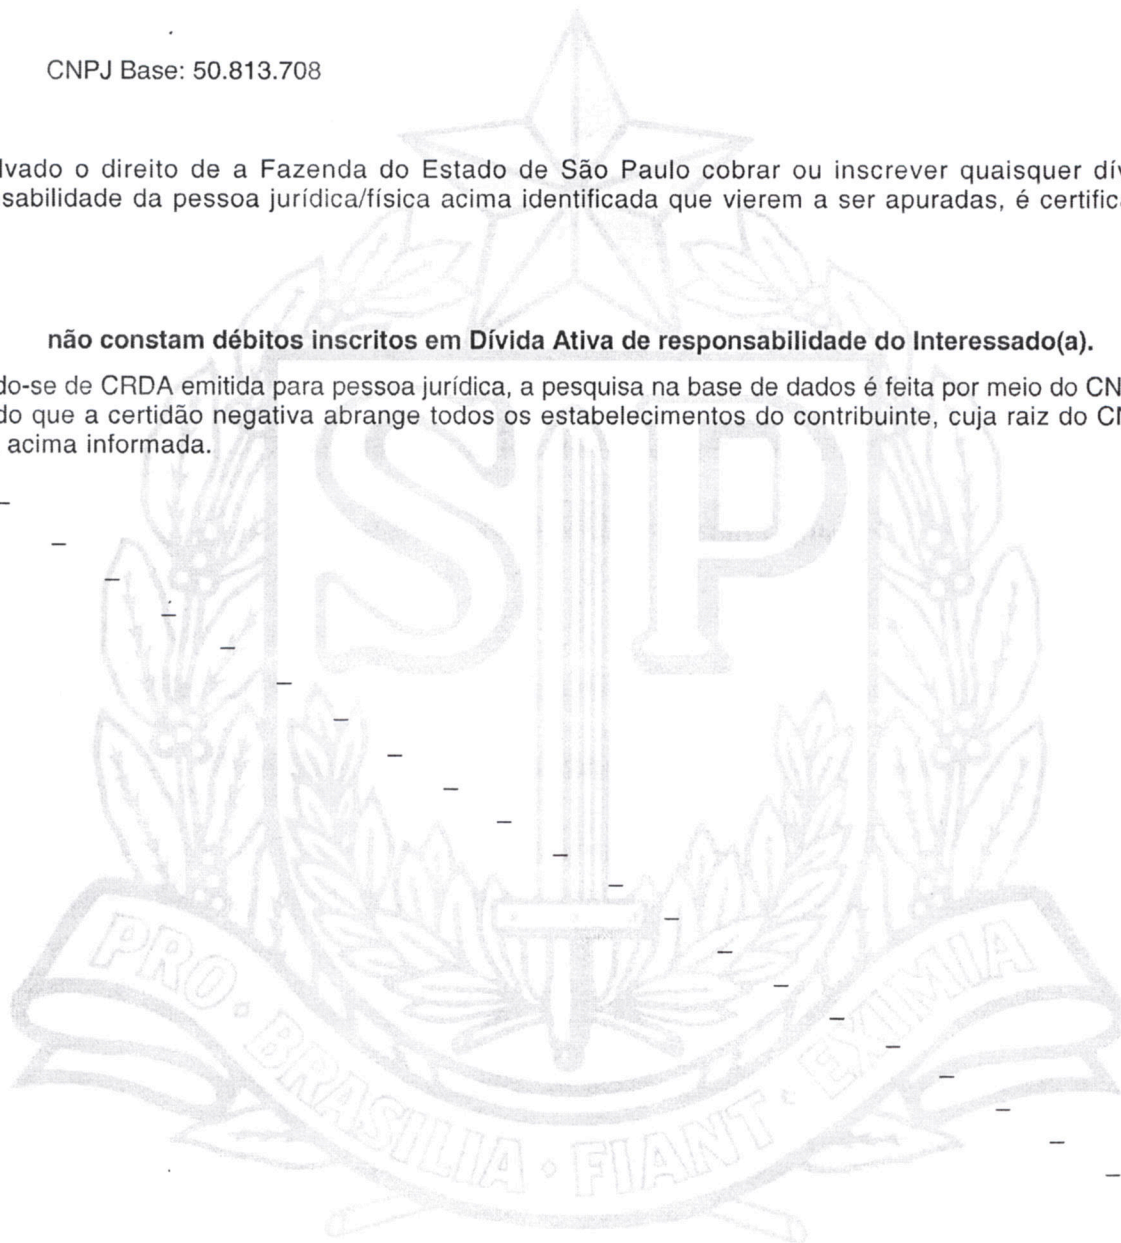 CNPJ Base: 50.813.708
lvado o direito de a Fazenda do Estado de São Paulo cobrar ou inscrever quaisquer dív
sabilidade da pessoa jurídica/física acima identificada que vierem a ser apuradas, é certific
não constam débitos inscritos em Dívida Ativa de responsabilidade do Interessado(a).
do-se de CRDA emitida para pessoa jurídica, a pesquisa na base de dados é feita por meio do CN
do que a certidão negativa abrange todos os estabelecimentos do contribuinte, cuja raiz do CN
acima informada.
SP
PRO • BRASILIA • FIANT • EXIMIA